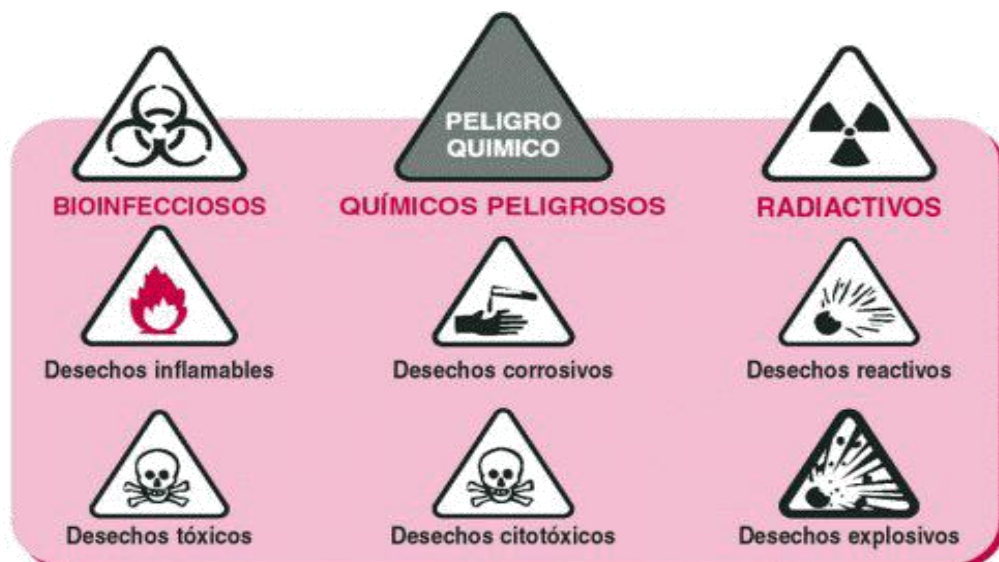 PELIGRO
QUIMICO
BIOINFECCIOSOS
QUÍMICOS PELIGROSOS
RADIACTIVOS
Desechos inflamables
Desechos corrosivos
Desechos reactivos
Desechos tóxicos
Desechos citotóxicos
Desechos explosivos